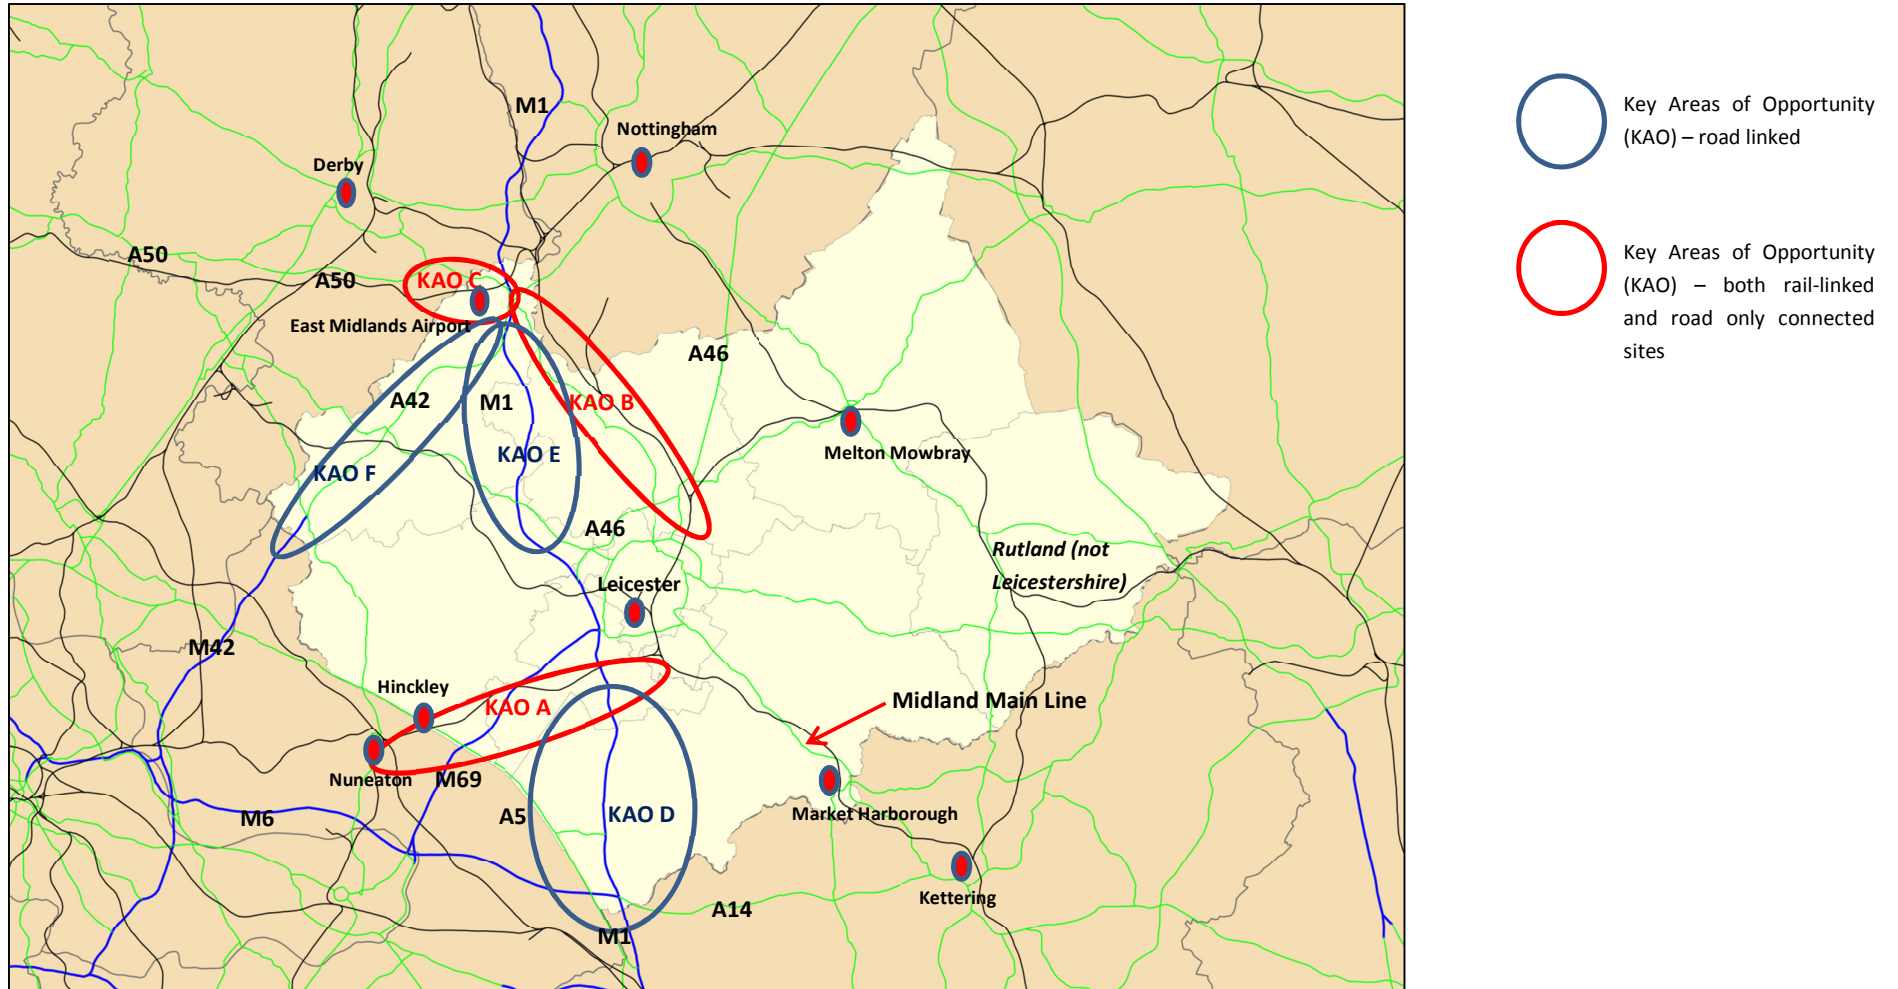 M1
Nottingham
Derby
A50
A50
KAO C
East Midlands Airport
A46
A42
M1
KAO B
KAO E
KAO F
Melton Mowbray
A46
Rutland (not
Leicestershire)
Leicester
M42
Hinckley
KAO A
Midland Main Line
Nuneaton
M69
A5
KAO D
M6
Market Harborough
Kettering
A14
M1
Key Areas of Opportunity
(KAO) – road linked
Key Areas of Opportunity
(KAO) – both rail-linked
and road only connected
sites